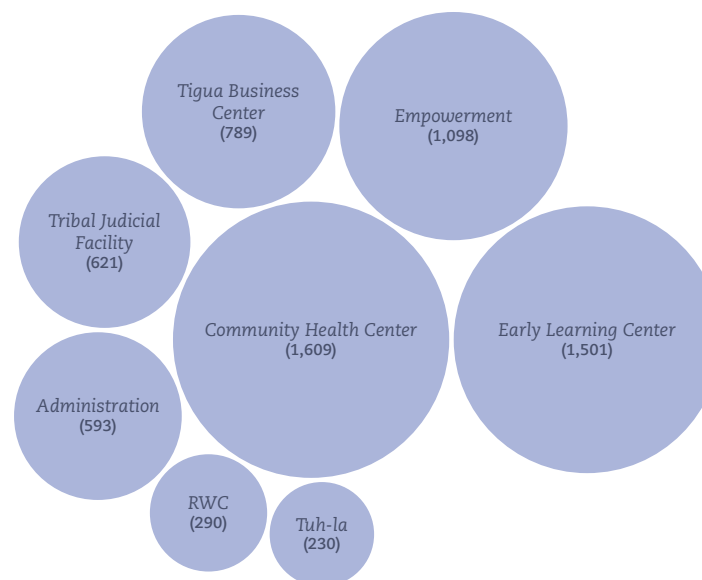 Tigua Business
Center
(789)
Empowerment
(1,098)
Tribal Judicial
Facility
(621)
Community Health Center
(1,609)
Early Learning Center
(1,501)
Administration
(593)
RWC
(290)
Tuh-la
(230)